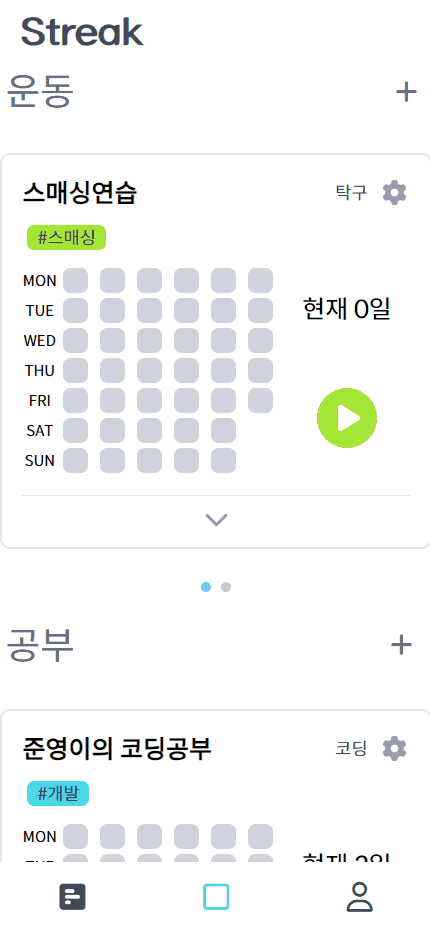 Streak
운동
스매싱연습 탁구
#스매싱
MON
TUE
현재 0일
WED
THU
FRI
SAT
SUN
공부
준영이의 코딩공부 코딩
#개발
MON